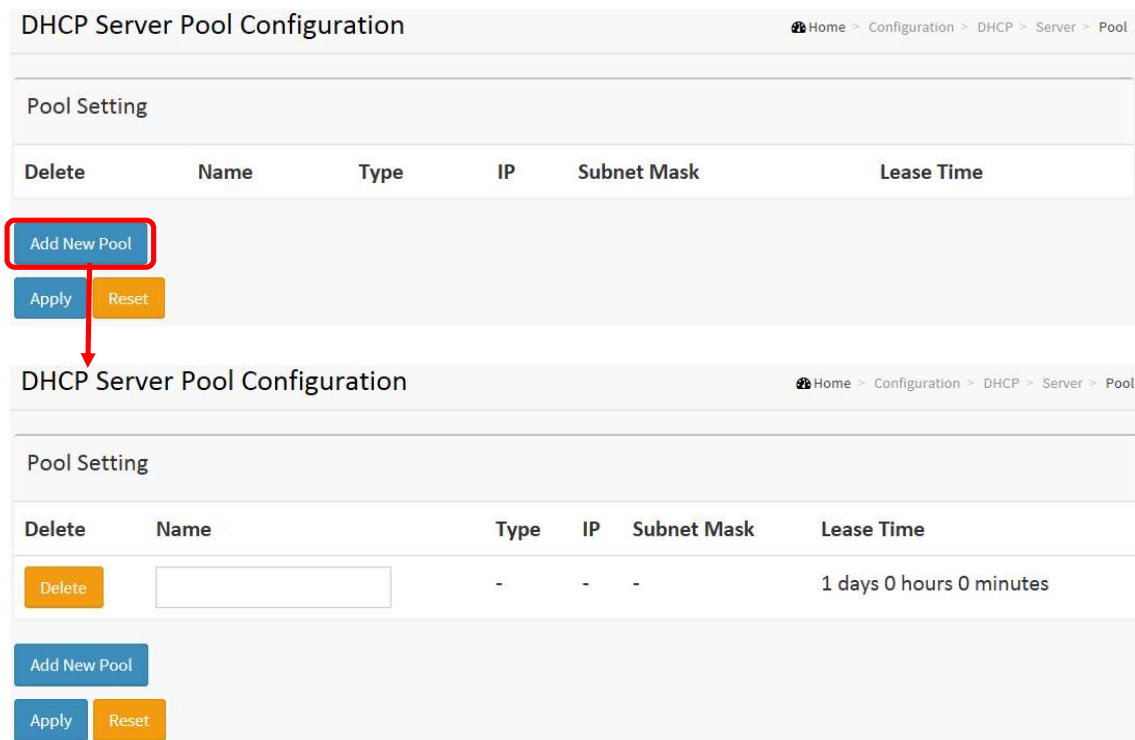 DHCP Server Pool Configuration
Home > Configuration > DHCP > Server > Pool
Pool Setting
Delete Name Type IP Subnet Mask Lease Time
Add New Pool
Apply Reset
DHCP Server Pool Configuration
Home > Configuration > DHCP > Server > Pool
Pool Setting
Delete Name Type IP Subnet Mask Lease Time
Delete - - - 1 days 0 hours 0 minutes
Add New Pool
Apply Reset